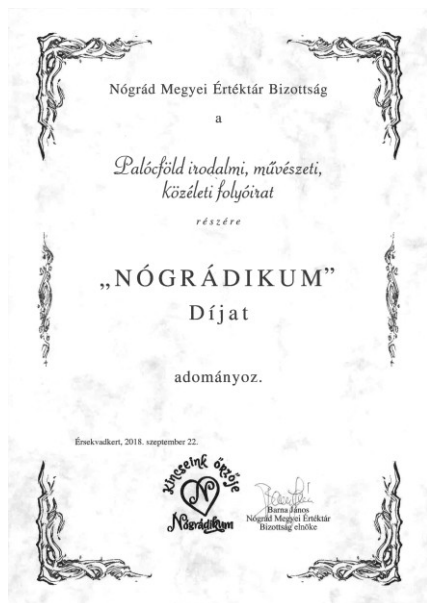 Nógrád Megyei Értéktár Bizottság
a
Palócföld irodalmi, művészeti,
közéleti folyóirat
részére
„NÓGRÁDIKUM”
Díjat
adományoz.
Érsekvadkert, 2018. szeptember 22.
Kincseink őrzője
N
Nógrádikum
Barna János
Nógrád Megyei Értéktár
Bizottság elnöke